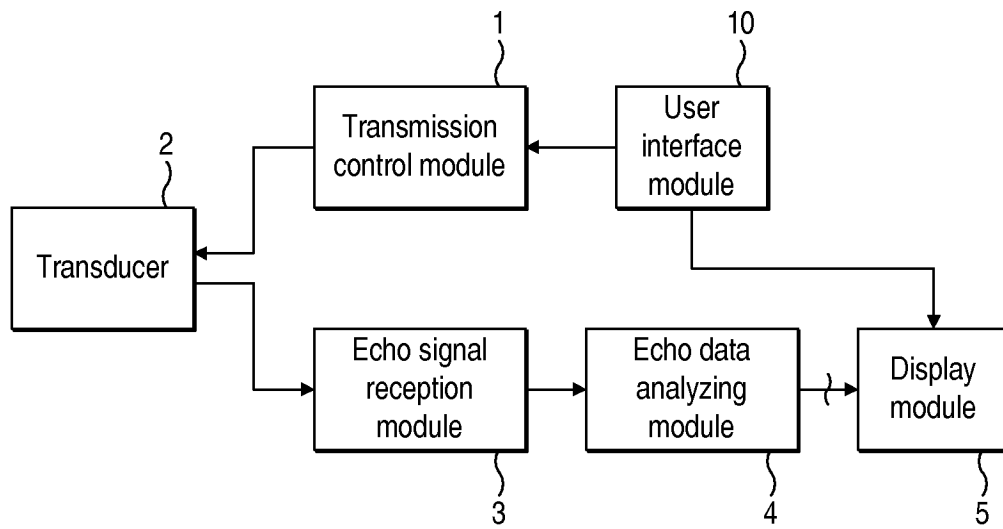 1
10
Transmission
control module
User
interface
module
2
Transducer
Echo signal
reception
module
Echo data
analyzing
module
Display
module
3
4
5